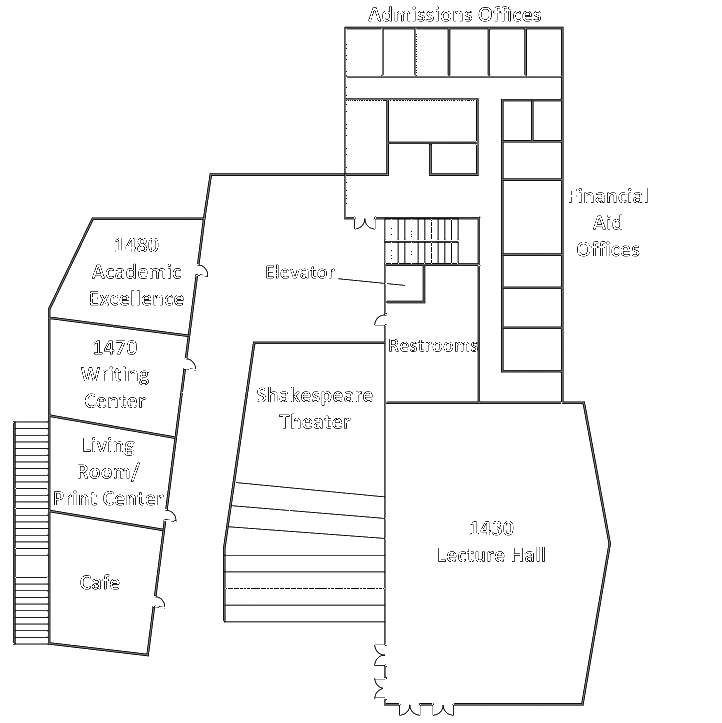 Admissions Offices
Financial
Aid
Offices
1480
Academic
Excellence
Elevator
1470
Writing
Center
Restrooms
Shakespeare
Theater
Living
Room/
Print Center
1430
Lecture Hall
Cafe